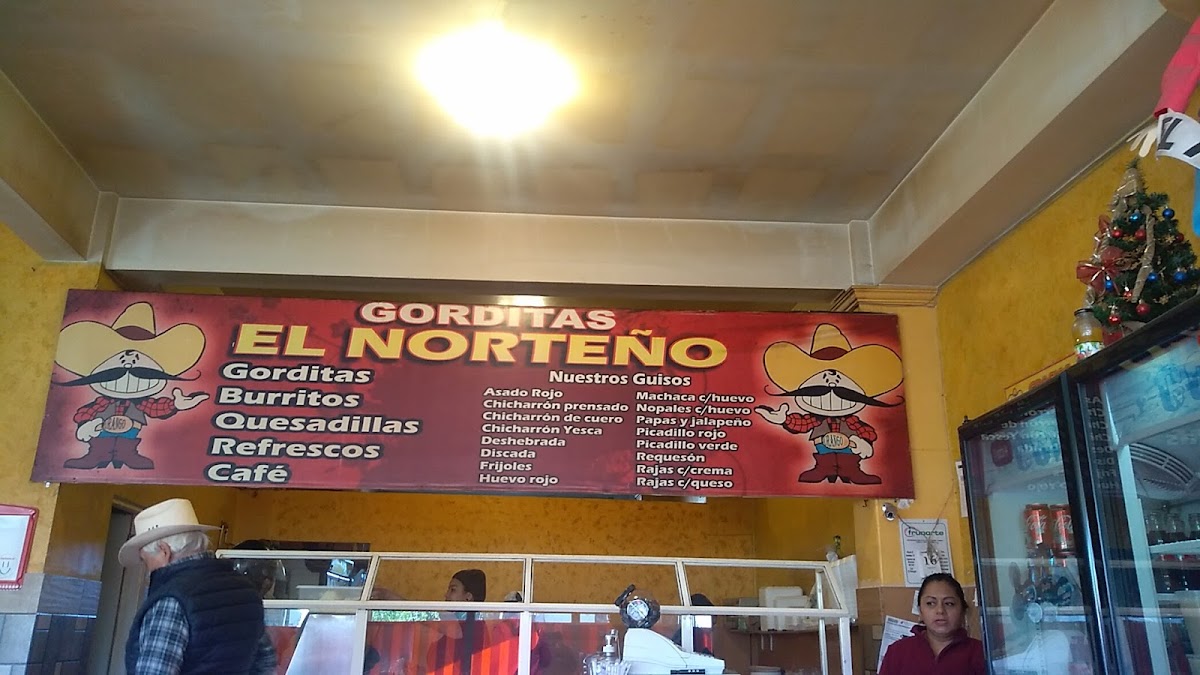 GORDITAS
EL NORTEÑO
Gorditas
Burritos
Quesadillas
Refrescos
Café
Nuestros Guisos
Asado Rojo
Chicharrón prensado
Chicharrón de cuero
Chicharrón Yesca
Deshebrada
Discada
Frijoles
Huevo rojo
Machaca c/huevo
Nopales c/huevo
Papas y jalapeño
Picadillo rojo
Picadillo verde
Requesón
Rajas c/crema
Rajas c/queso
16